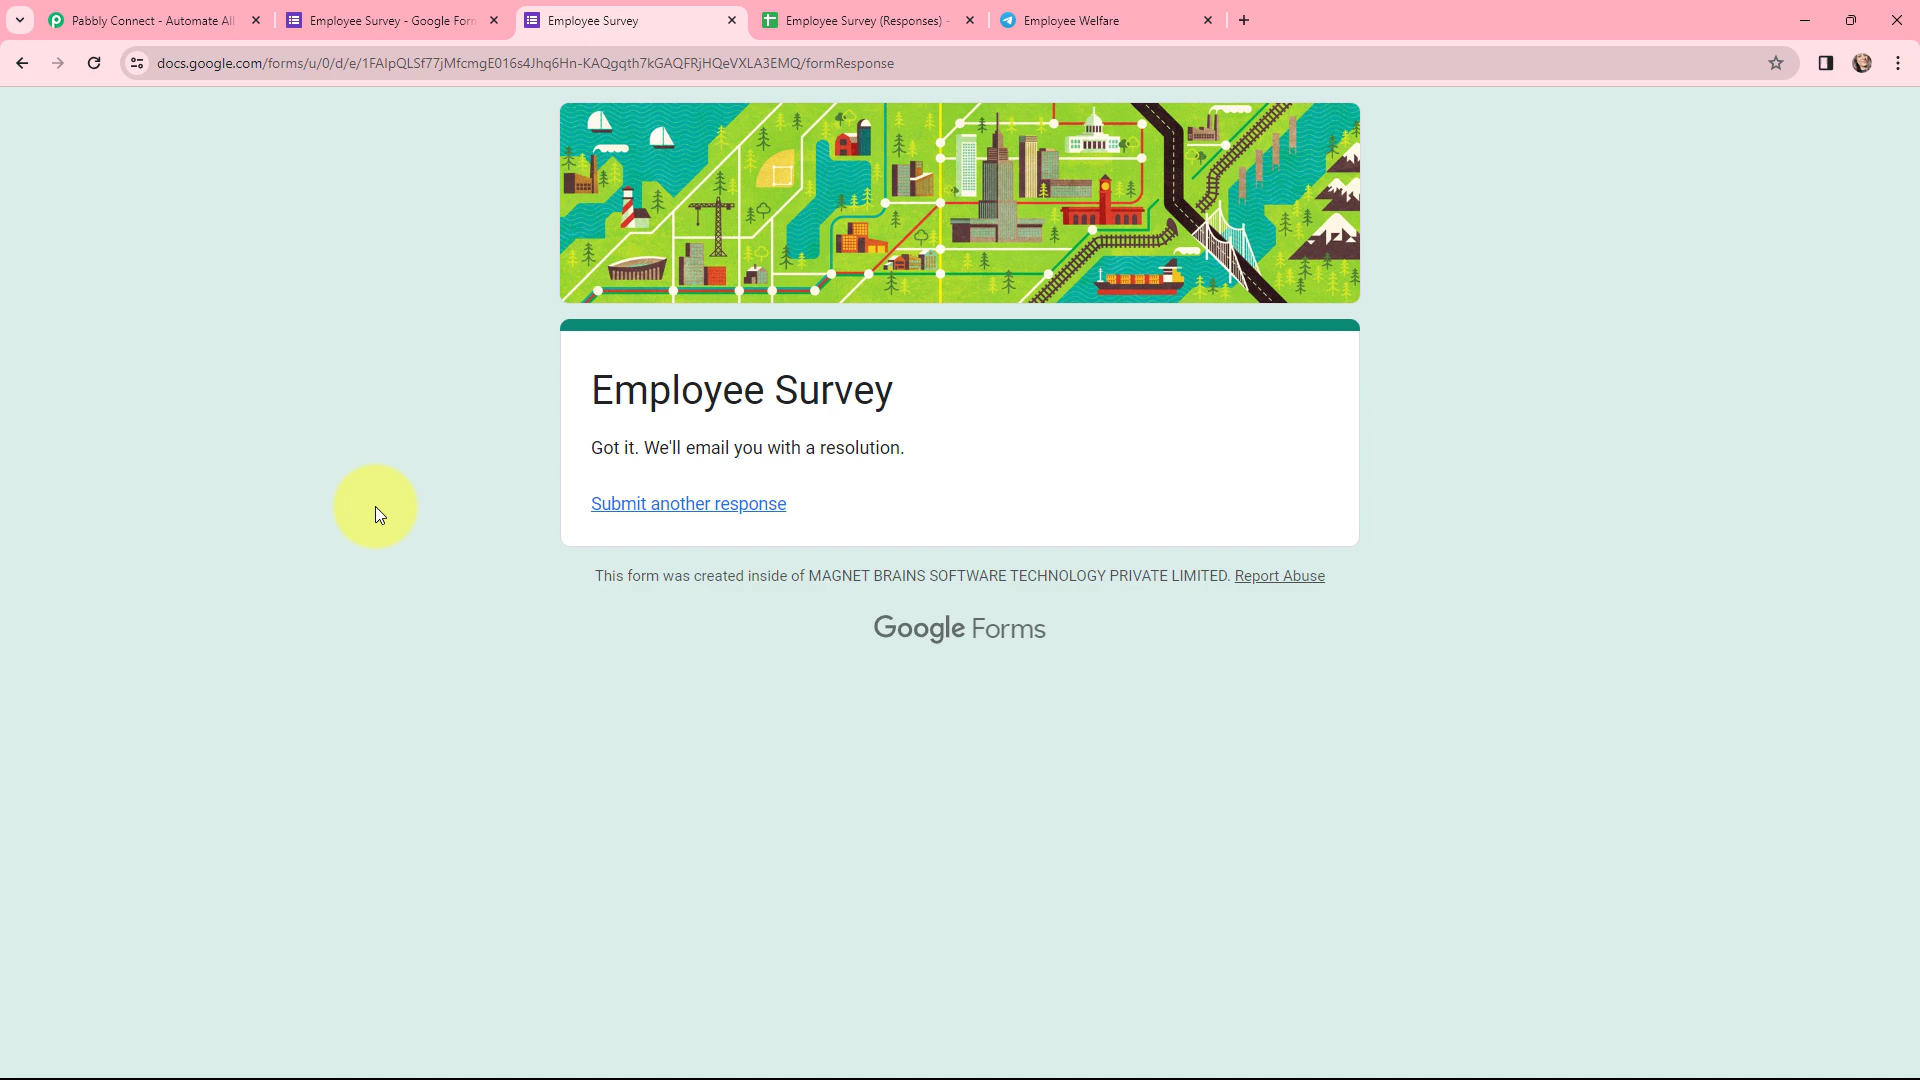 Pabbly Connect - Automate All
Employee Survey - Google Form
Employee Survey
Employee Survey (Responses) -
Employee Welfare
docs.google.com/forms/u/0/d/e/1FAIpQLSf77jMfcmgE016s4Jhq6Hn-KAQgqth7kGAQFRjHQeVXLA3EMQ/formResponse
Employee Survey
Got it. We'll email you with a resolution.
Submit another response
This form was created inside of MAGNET BRAINS SOFTWARE TECHNOLOGY PRIVATE LIMITED. Report Abuse
Google Forms